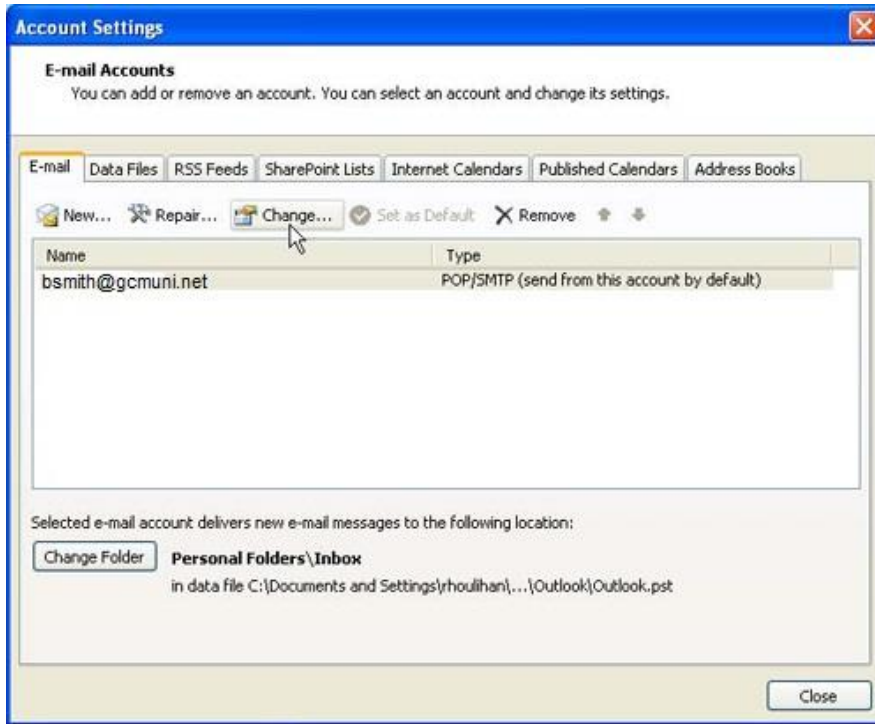 Account Settings
E-mail Accounts
You can add or remove an account. You can select an account and change its settings.
E-mail Data Files RSS Feeds SharePoint Lists Internet Calendars Published Calendars Address Books
New... Repair... Change... Set as Default Remove
Name Type
bsmith@gcmuni.net POP/SMTP (send from this account by default)
Selected e-mail account delivers new e-mail messages to the following location:
Change Folder Personal Folders\Inbox
in data file C:\Documents and Settings\rhoulihan\...\Outlook\Outlook.pst
Close